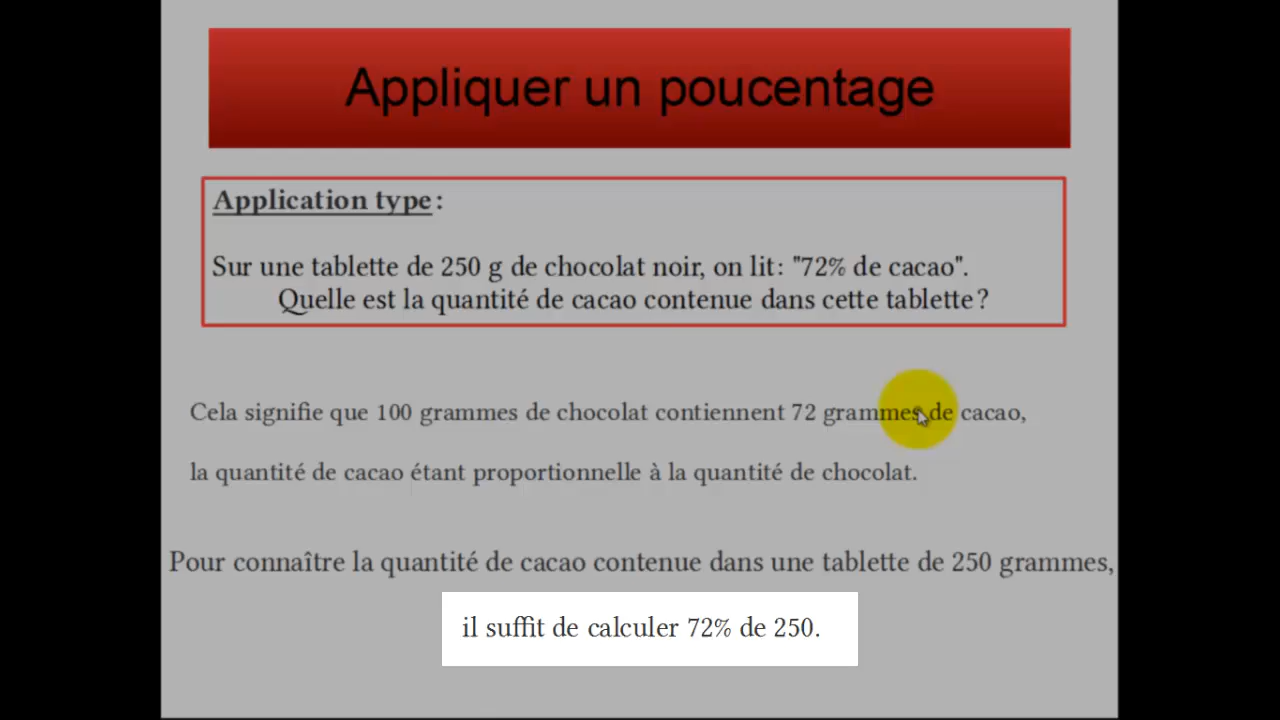 Appliquer un poucentage
Application type :
Sur une tablette de 250 g de chocolat noir, on lit : "72% de cacao".
Quelle est la quantité de cacao contenue dans cette tablette ?
Cela signifie que 100 grammes de chocolat contiennent 72 grammes de cacao,
la quantité de cacao étant proportionnelle à la quantité de chocolat.
Pour connaître la quantité de cacao contenue dans une tablette de 250 grammes,
il suffit de calculer 72% de 250.